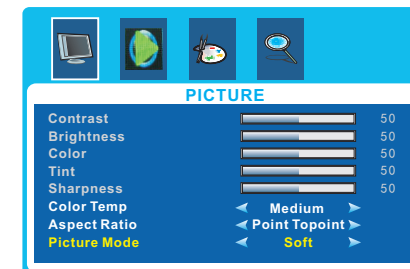 PICTURE
Contrast 50
Brightness 50
Color 50
Tint 50
Sharpness 50
Color Temp Medium
Aspect Ratio Point Topoint
Picture Mode Soft